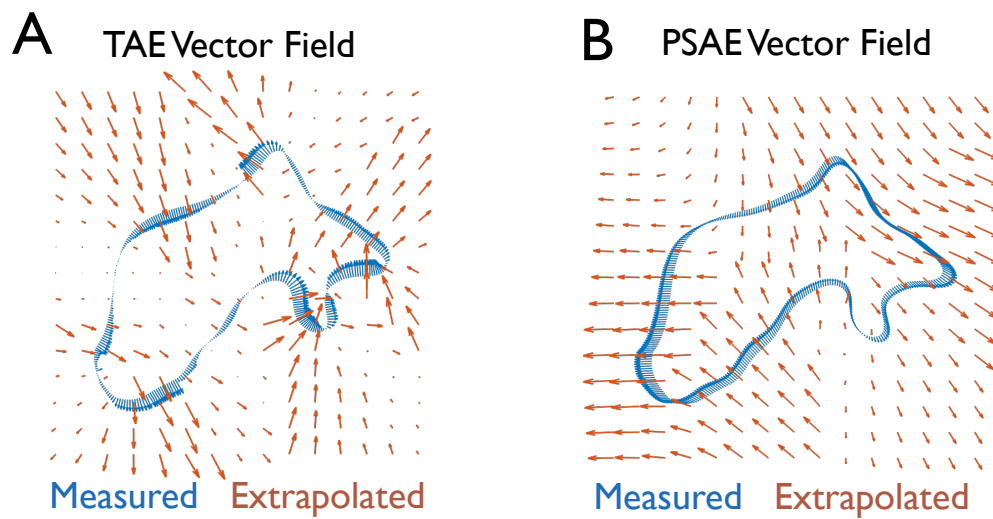 A
TAE Vector Field
B
PSAE Vector Field
Measured Extrapolated
Measured Extrapolated